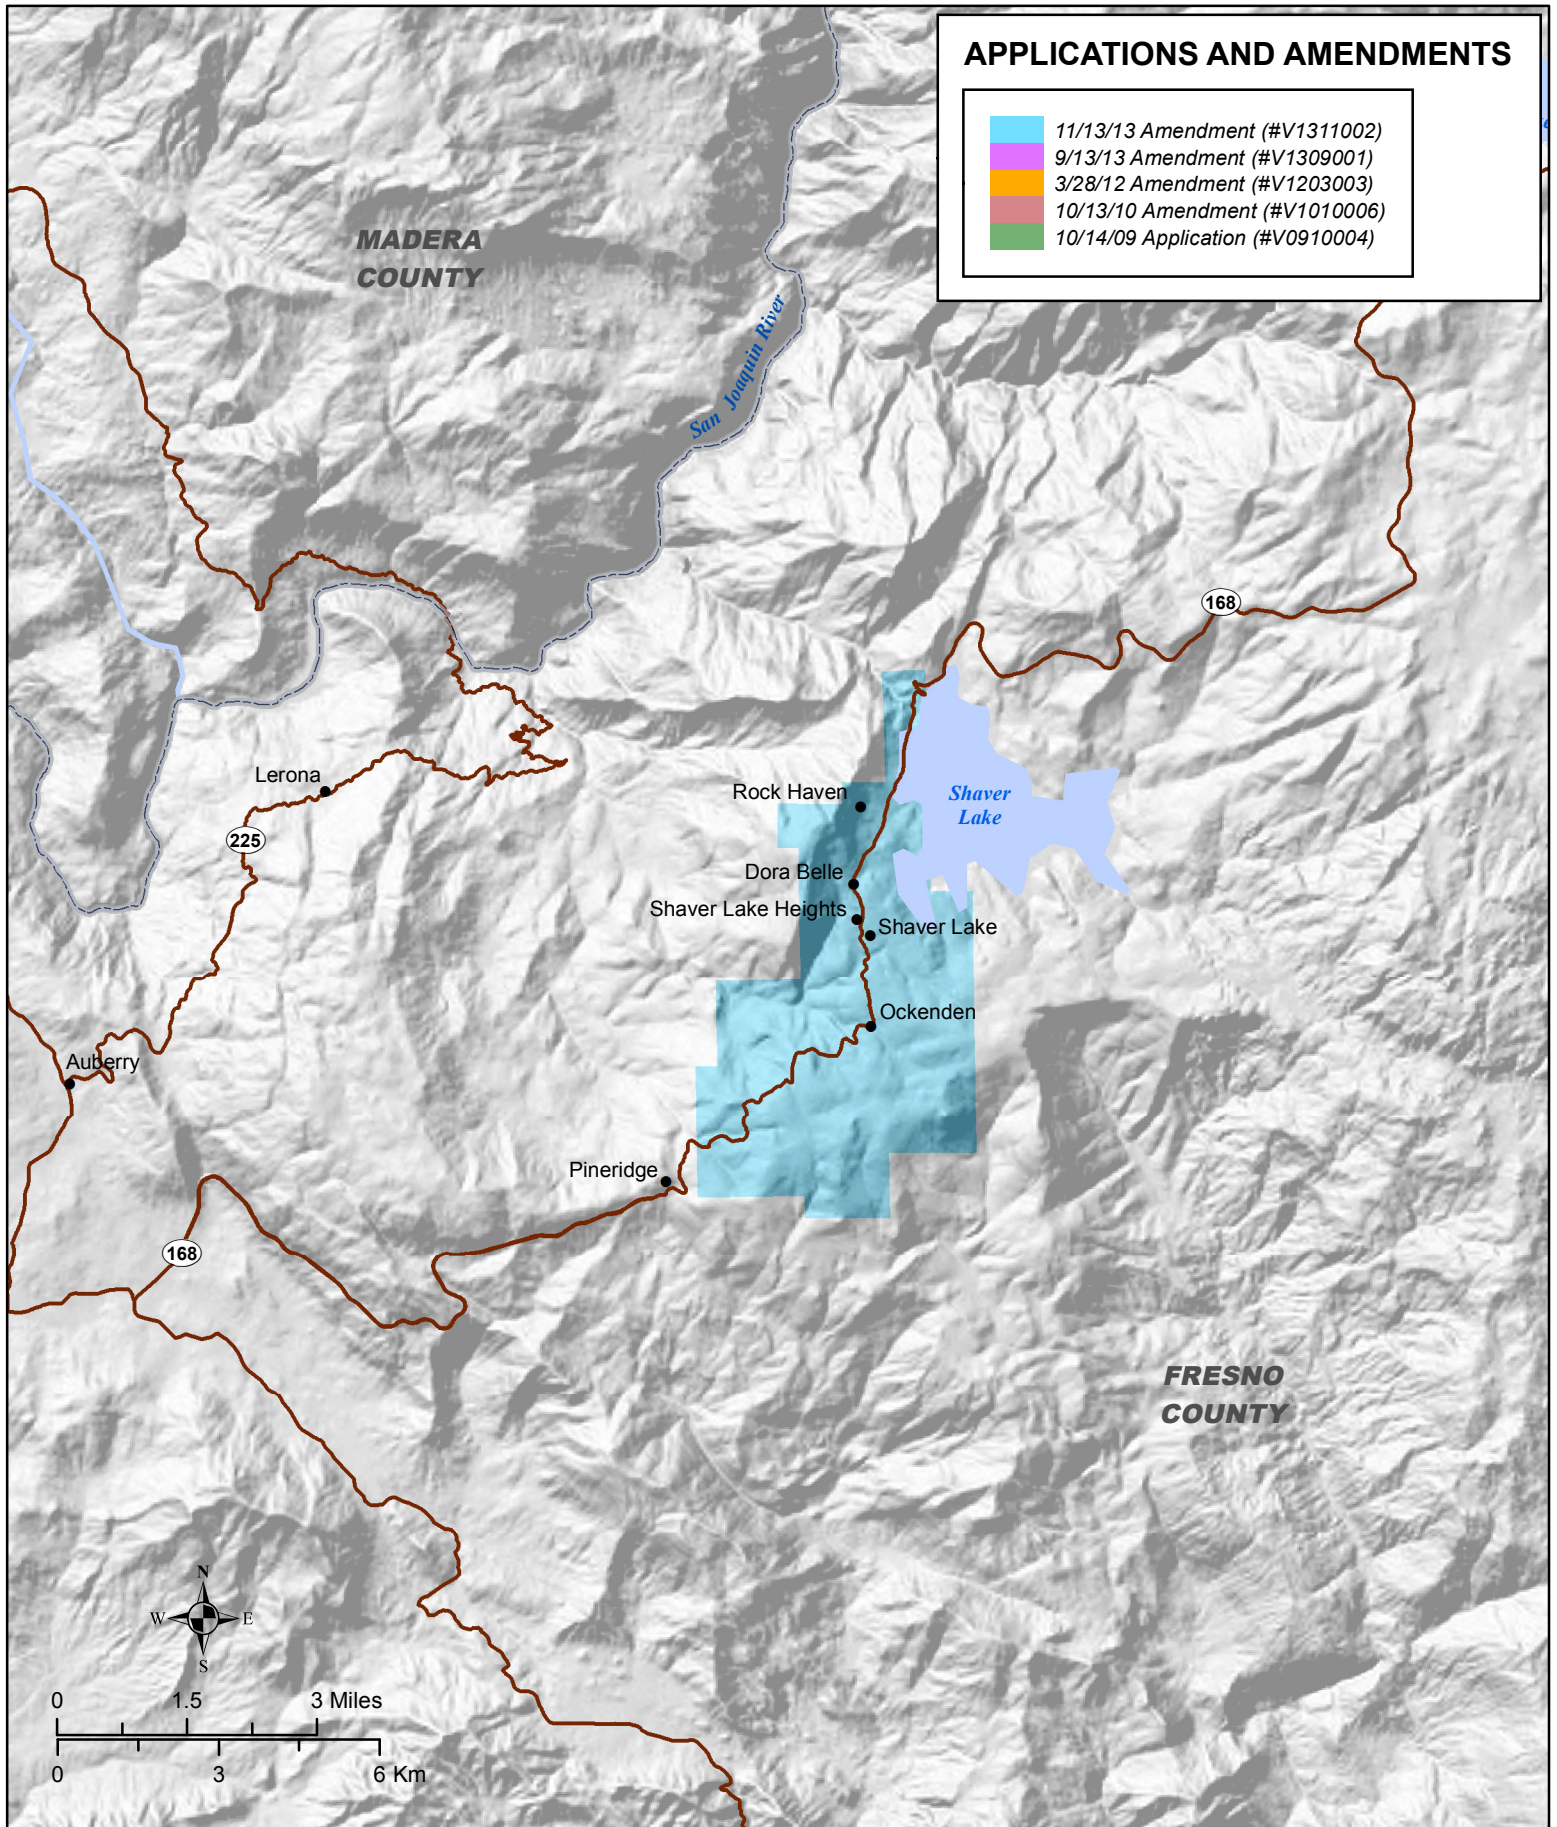 APPLICATIONS AND AMENDMENTS
11/13/13 Amendment (#V1311002)
9/13/13 Amendment (#V1309001)
3/28/12 Amendment (#V1203003)
10/13/10 Amendment (#V1010006)
10/14/09 Application (#V0910004)
MADERA
COUNTY
San Joaquin River
168
Lerona
225
Rock Haven
Shaver
Lake
Dora Belle
Shaver Lake Heights
Shaver Lake
Ockenden
Auberry
Pineridge
168
FRESNO
COUNTY
N
W E
S
0 1.5 3 Miles
0 3 6 Km